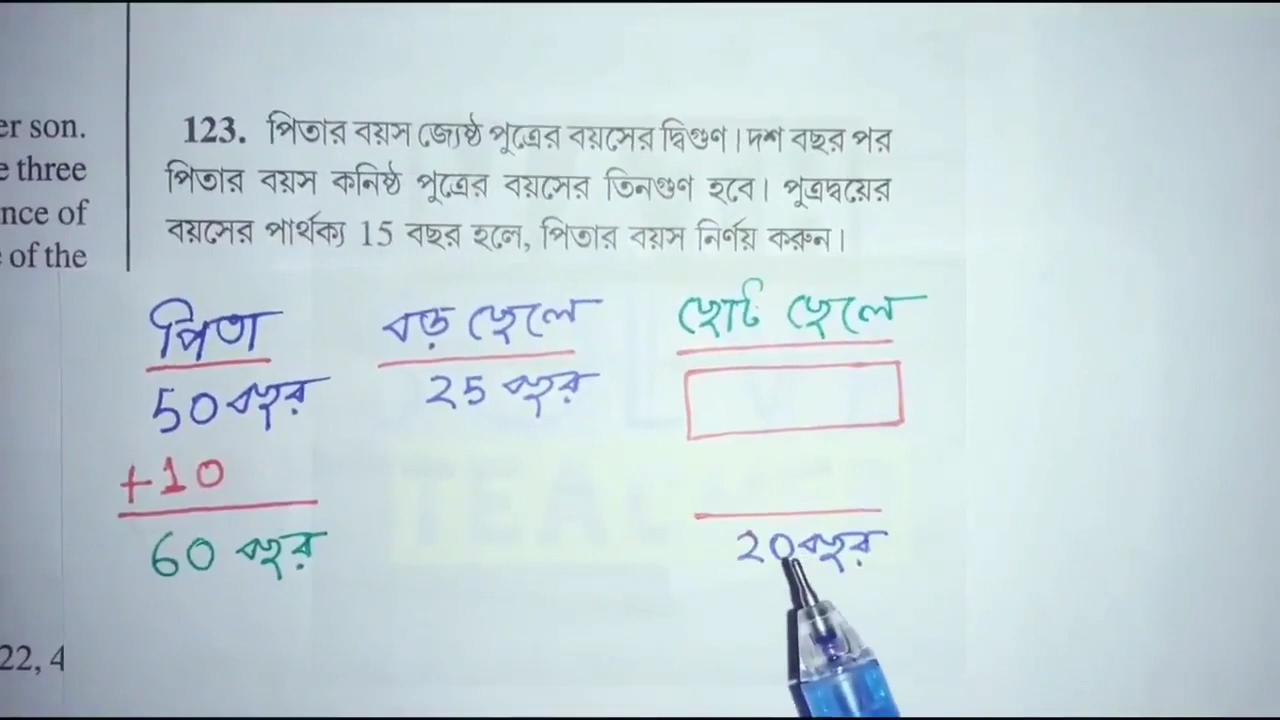 er son.
e three
nce of
of the
123. পিতার বয়স জ্যেষ্ঠ পুত্রের বয়সের দ্বিগুণ। দশ বছর পর
পিতার বয়স কনিষ্ঠ পুত্রের বয়সের তিনগুণ হবে। পুত্রদ্বয়ের
বয়সের পার্থক্য 15 বছর হলে, পিতার বয়স নির্ণয় করুন।
পিতা বড় ছেলে ছোট ছেলে
50 বছর 25 বছর
+10
60 বছর 20 বছর
22, 4